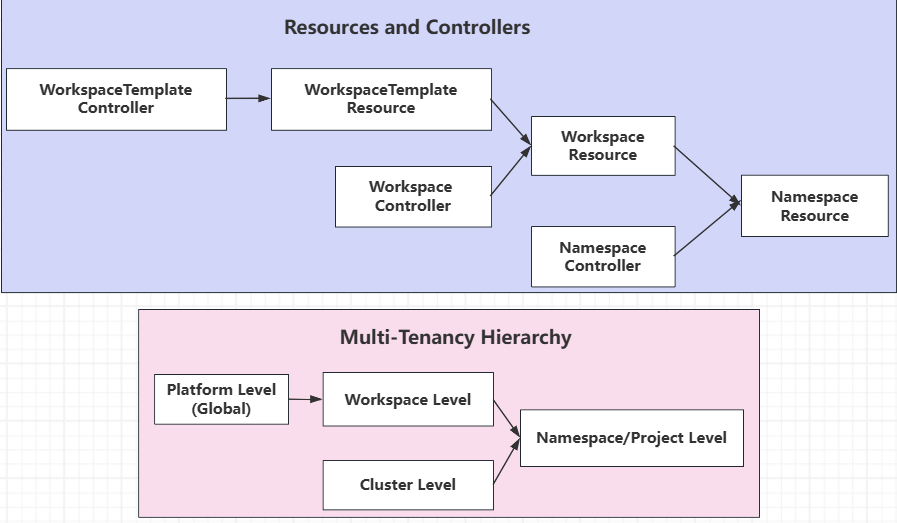 Resources and Controllers
WorkspaceTemplate
Controller
WorkspaceTemplate
Resource
Workspace
Resource
Workspace
Controller
Namespace
Resource
Namespace
Controller
Multi-Tenancy Hierarchy
Platform Level
(Global)
Workspace Level
Namespace/Project Level
Cluster Level